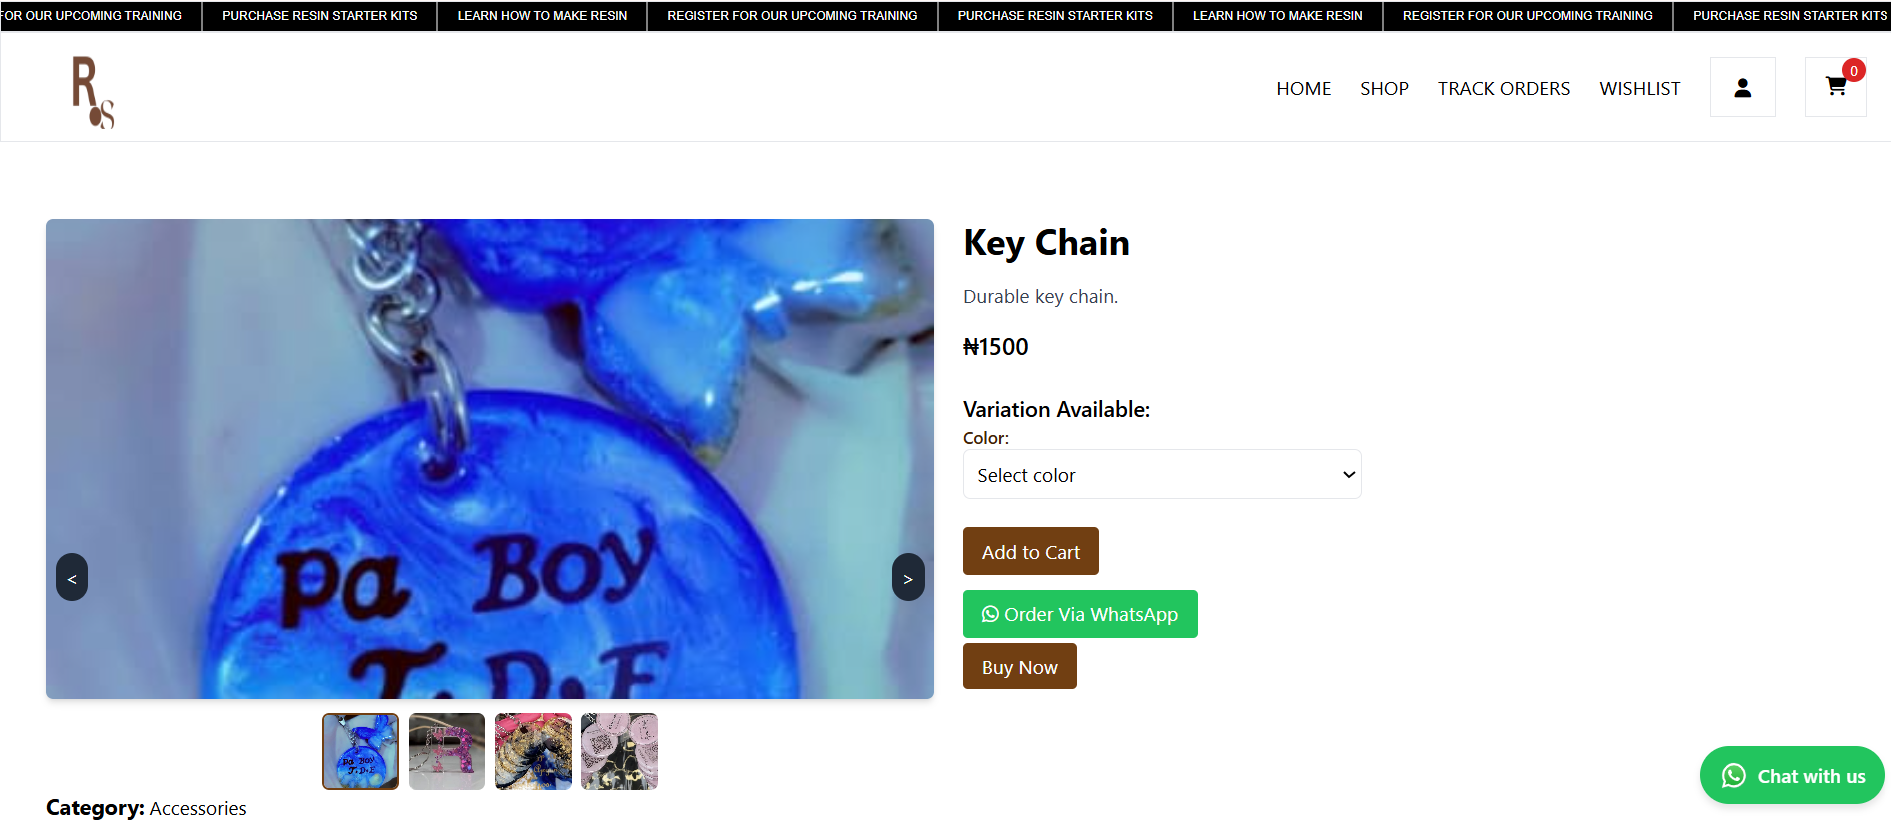 FOR OUR UPCOMING TRAINING PURCHASE RESIN STARTER KITS LEARN HOW TO MAKE RESIN REGISTER FOR OUR UPCOMING TRAINING PURCHASE RESIN STARTER KITS LEARN HOW TO MAKE RESIN REGISTER FOR OUR UPCOMING TRAINING PURCHASE RESIN STARTER KITS
R
S
HOME SHOP TRACK ORDERS WISHLIST 0
pa Boy
T.D.E
< >
Key Chain
Durable key chain.
₦1500
Variation Available:
Color:
Select color
Add to Cart
Order Via WhatsApp
Buy Now
pa Boy
T.D.E
R
Category: Accessories
Chat with us